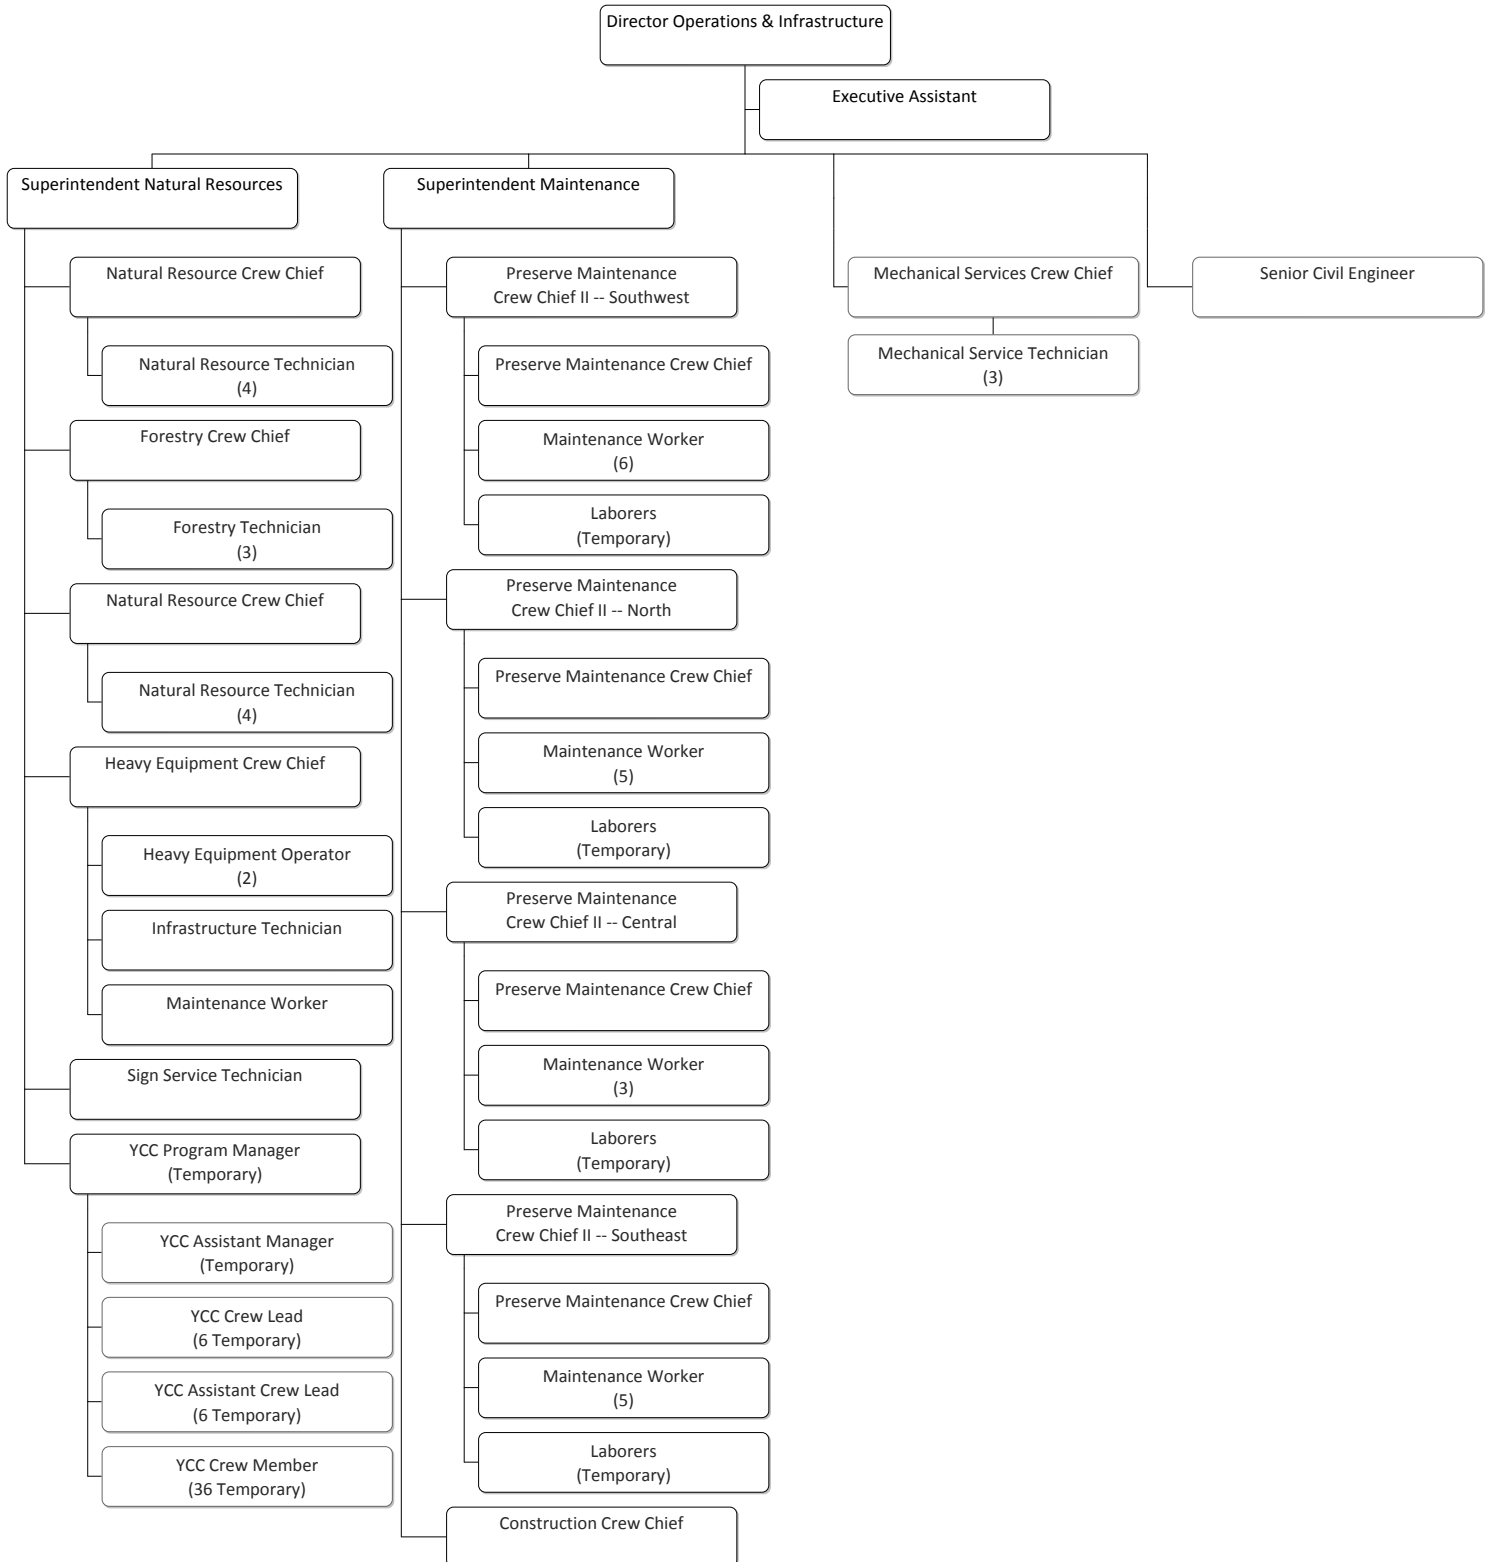 Director Operations & Infrastructure
Executive Assistant
Superintendent Natural Resources
Natural Resource Crew Chief
Natural Resource Technician
(4)
Forestry Crew Chief
Forestry Technician
(3)
Natural Resource Crew Chief
Natural Resource Technician
(4)
Heavy Equipment Crew Chief
Heavy Equipment Operator
(2)
Infrastructure Technician
Maintenance Worker
Sign Service Technician
YCC Program Manager
(Temporary)
YCC Assistant Manager
(Temporary)
YCC Crew Lead
(6 Temporary)
YCC Assistant Crew Lead
(6 Temporary)
YCC Crew Member
(36 Temporary)
Superintendent Maintenance
Preserve Maintenance
Crew Chief II -- Southwest
Preserve Maintenance Crew Chief
Maintenance Worker
(6)
Laborers
(Temporary)
Preserve Maintenance
Crew Chief II -- North
Preserve Maintenance Crew Chief
Maintenance Worker
(5)
Laborers
(Temporary)
Preserve Maintenance
Crew Chief II -- Central
Preserve Maintenance Crew Chief
Maintenance Worker
(3)
Laborers
(Temporary)
Preserve Maintenance
Crew Chief II -- Southeast
Preserve Maintenance Crew Chief
Maintenance Worker
(5)
Laborers
(Temporary)
Construction Crew Chief
Mechanical Services Crew Chief
Mechanical Service Technician
(3)
Senior Civil Engineer